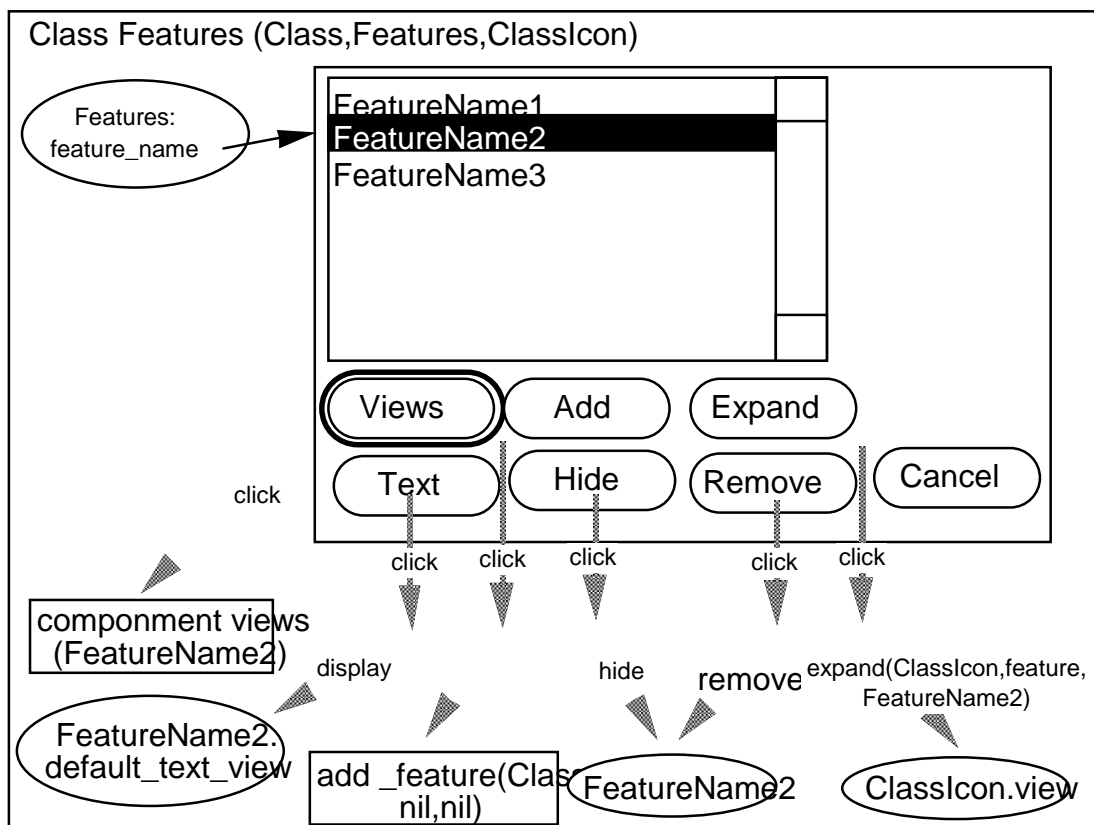 Class Features (Class,Features,ClassIcon)
Features:
feature_name
FeatureName1
FeatureName2
FeatureName3
Views
Add
Expand
Text
Hide
Remove
Cancel
click
click
click
click
click
click
componment views
(FeatureName2)
display
hide
remove
expand(ClassIcon,feature,
FeatureName2)
FeatureName2.
default_text_view
add _feature(Clas
nil,nil)
FeatureName2
ClassIcon.view